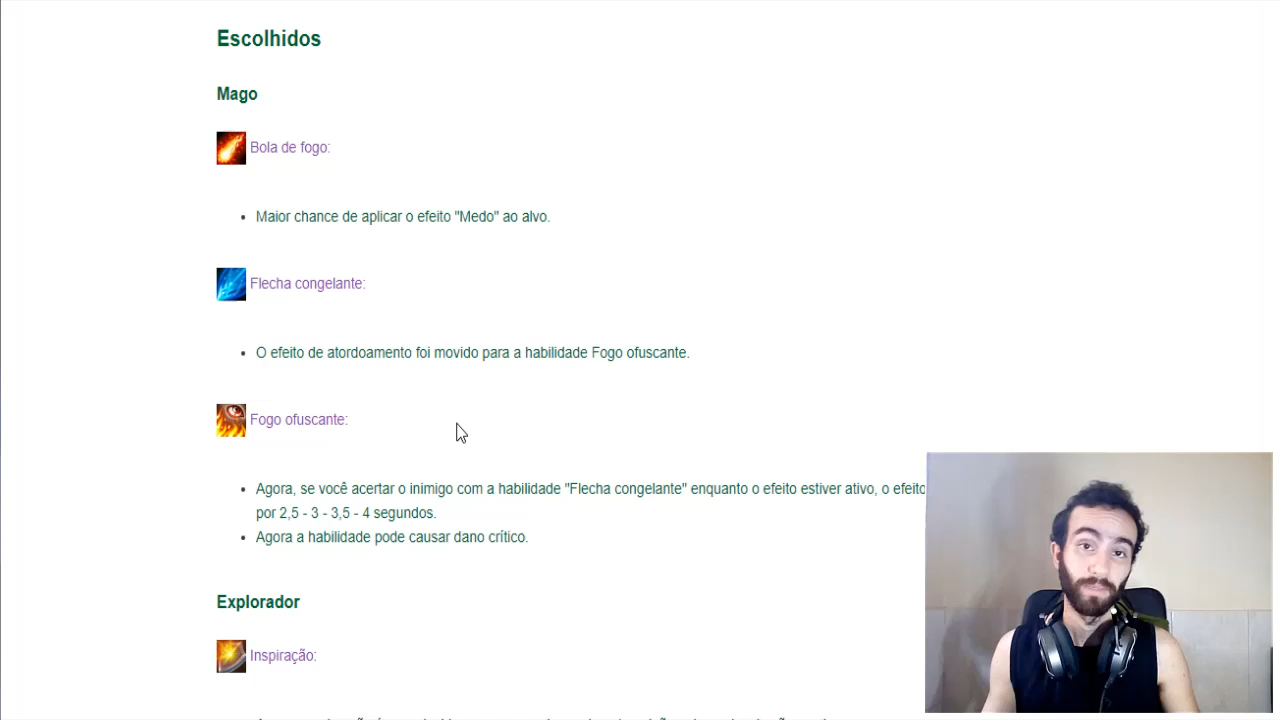 Escolhidos
Mago
Bola de fogo:
Maior chance de aplicar o efeito "Medo" ao alvo.
Flecha congelante:
O efeito de atordoamento foi movido para a habilidade Fogo ofuscante.
Fogo ofuscante:
Agora, se você acertar o inimigo com a habilidade "Flecha congelante" enquanto o efeito estiver ativo, o efeito
por 2,5 - 3 - 3,5 - 4 segundos.
Agora a habilidade pode causar dano crítico.
Explorador
Inspiração: